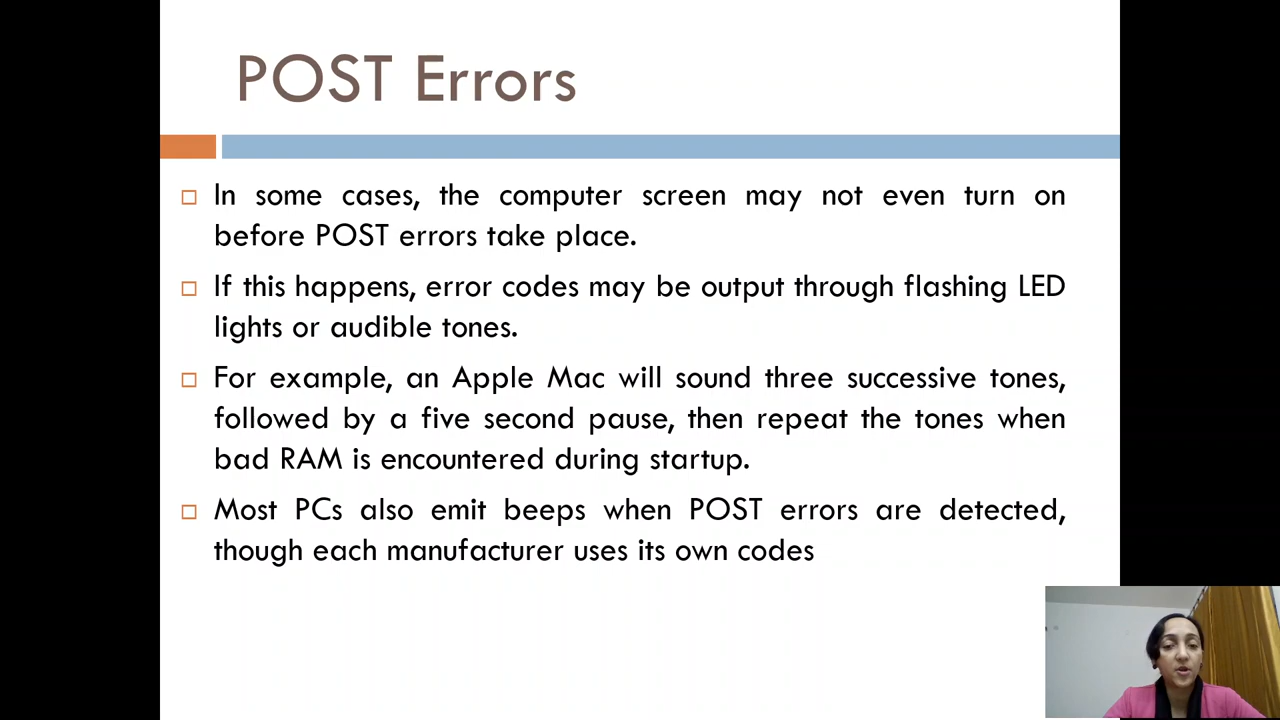 POST Errors
In some cases, the computer screen may not even turn on
before POST errors take place.
If this happens, error codes may be output through flashing LED
lights or audible tones.
For example, an Apple Mac will sound three successive tones,
followed by a five second pause, then repeat the tones when
bad RAM is encountered during startup.
Most PCs also emit beeps when POST errors are detected,
though each manufacturer uses its own codes